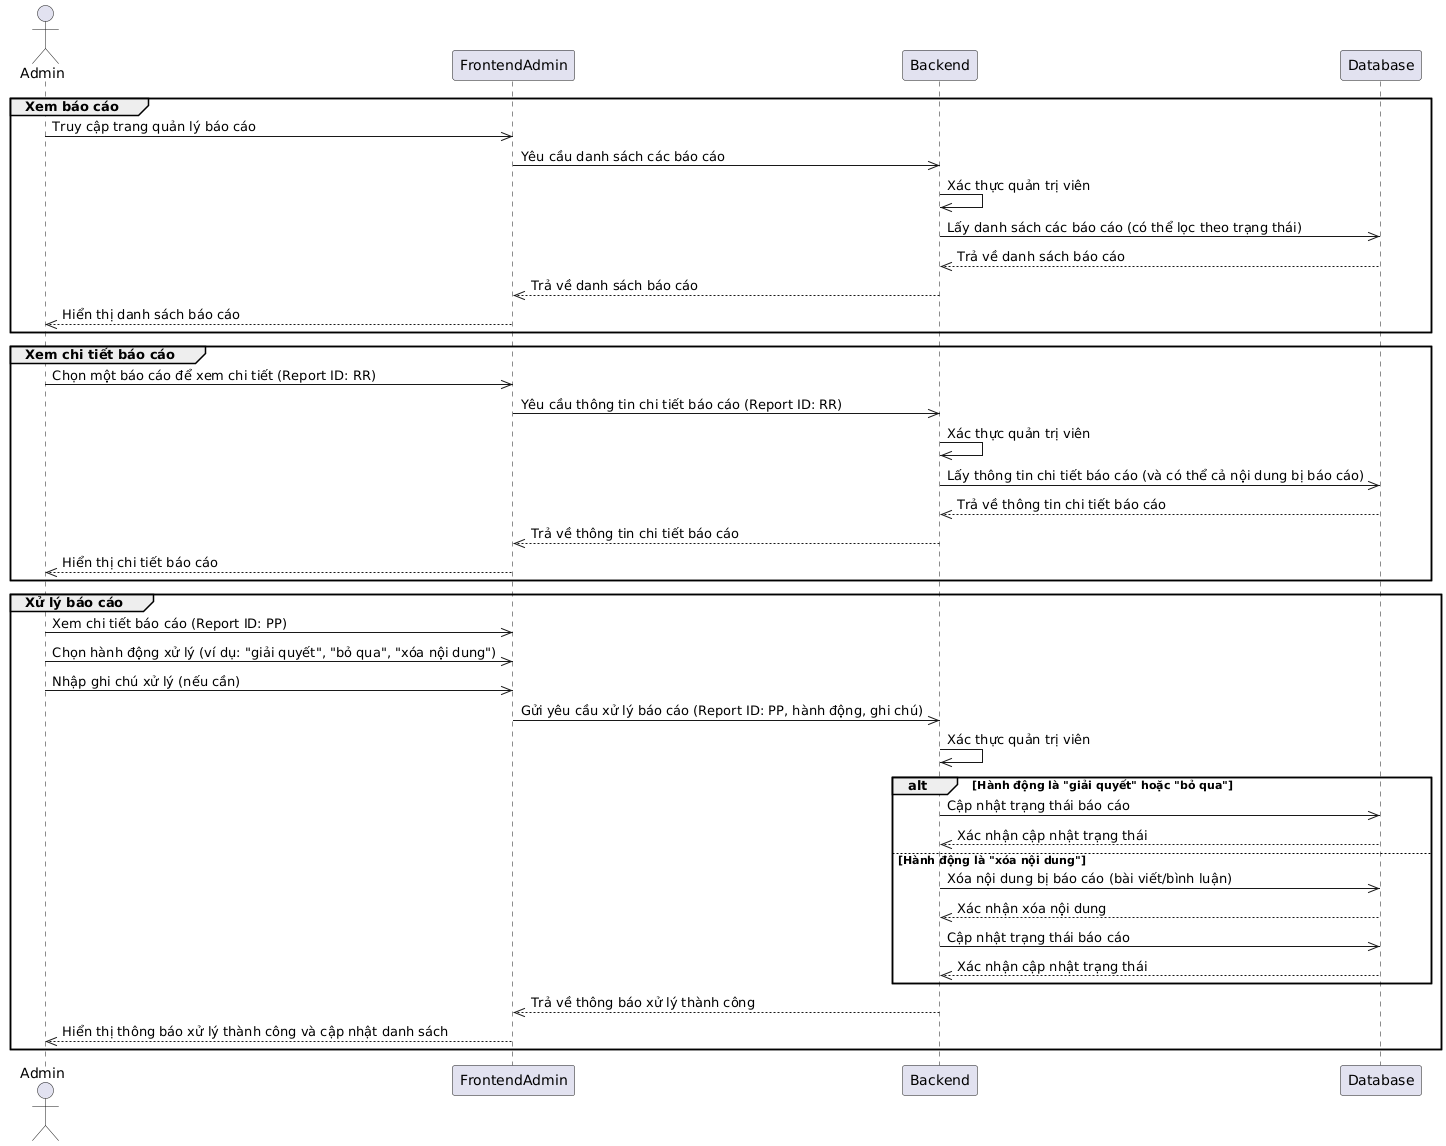 Admin
FrontendAdmin
Backend
Database
Xem báo cáo
Truy cập trang quản lý báo cáo
Yêu cầu danh sách các báo cáo
Xác thực quản trị viên
Lấy danh sách các báo cáo (có thể lọc theo trạng thái)
Trả về danh sách báo cáo
Trả về danh sách báo cáo
Hiển thị danh sách báo cáo
Xem chi tiết báo cáo
Chọn một báo cáo để xem chi tiết (Report ID: RR)
Yêu cầu thông tin chi tiết báo cáo (Report ID: RR)
Xác thực quản trị viên
Lấy thông tin chi tiết báo cáo (và có thể cả nội dung bị báo cáo)
Trả về thông tin chi tiết báo cáo
Trả về thông tin chi tiết báo cáo
Hiển thị chi tiết báo cáo
Xử lý báo cáo
Xem chi tiết báo cáo (Report ID: PP)
Chọn hành động xử lý (ví dụ: "giải quyết", "bỏ qua", "xóa nội dung")
Nhập ghi chú xử lý (nếu cần)
Gửi yêu cầu xử lý báo cáo (Report ID: PP, hành động, ghi chú)
Xác thực quản trị viên
alt [Hành động là "giải quyết" hoặc "bỏ qua"]
Cập nhật trạng thái báo cáo
Xác nhận cập nhật trạng thái
[Hành động là "xóa nội dung"]
Xóa nội dung bị báo cáo (bài viết/bình luận)
Xác nhận xóa nội dung
Cập nhật trạng thái báo cáo
Xác nhận cập nhật trạng thái
Trả về thông báo xử lý thành công
Hiển thị thông báo xử lý thành công và cập nhật danh sách
Admin
FrontendAdmin
Backend
Database